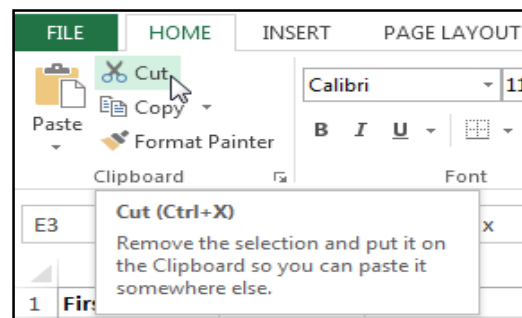 FILE HOME INSERT PAGE LAYOUT
Cut
Calibri 11
Copy
Paste
B I U
Format Painter
Clipboard Font
Cut (Ctrl+X)
E3 x
Remove the selection and put it on
the Clipboard so you can paste it
somewhere else.
1 Firs